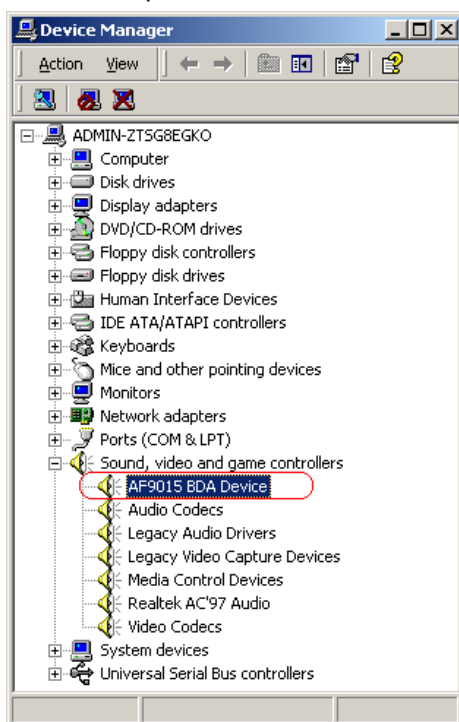 Device Manager
Action View
ADMIN-ZTSG8EGKO
Computer
Disk drives
Display adapters
DVD/CD-ROM drives
Floppy disk controllers
Floppy disk drives
Human Interface Devices
IDE ATA/ATAPI controllers
Keyboards
Mice and other pointing devices
Monitors
Network adapters
Ports (COM & LPT)
Sound, video and game controllers
AF9015 BDA Device
Audio Codecs
Legacy Audio Drivers
Legacy Video Capture Devices
Media Control Devices
Realtek AC'97 Audio
Video Codecs
System devices
Universal Serial Bus controllers